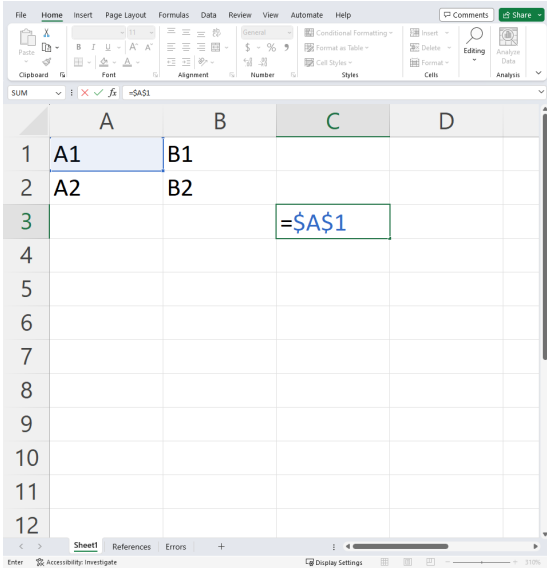 File Home Insert Page Layout Formulas Data Review View Automate Help Comments Share
Paste
11
B I U A^ A˅
General
$ % 9
Conditional Formatting
Format as Table
Cell Styles
Insert
Delete
Format
Editing
Analyze
Data
Clipboard Font Alignment Number Styles Cells Analysis
SUM fx =$A$1
A B C D
1 A1 B1
2 A2 B2
3 =$A$1
4
5
6
7
8
9
10
11
12
Sheet1 References Errors +
Enter Accessibility: Investigate Display Settings - + 310%